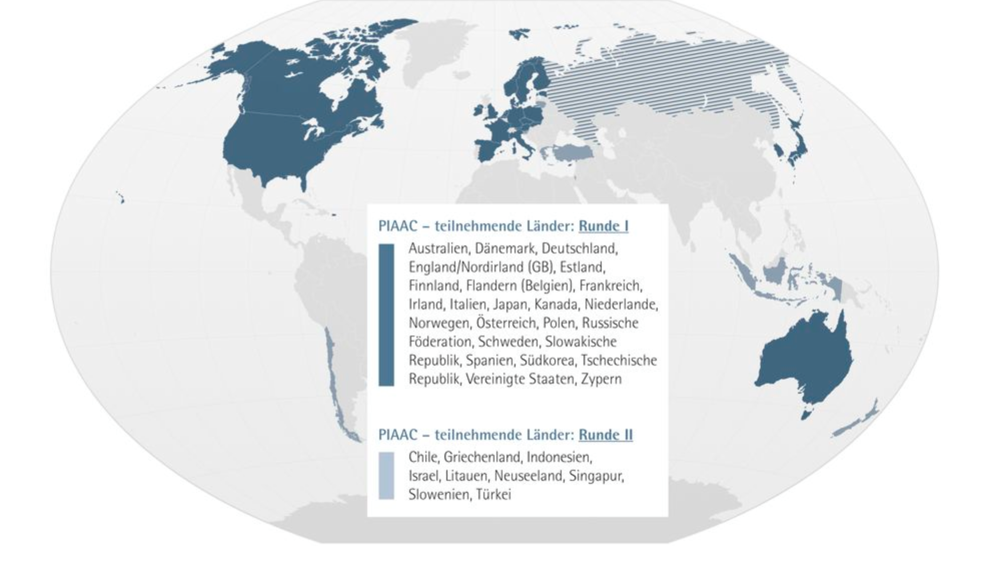 PIAAC – teilnehmende Länder: Runde I
Australien, Dänemark, Deutschland,
England/Nordirland (GB), Estland,
Finnland, Flandern (Belgien), Frankreich,
Irland, Italien, Japan, Kanada, Niederlande,
Norwegen, Österreich, Polen, Russische
Föderation, Schweden, Slowakische
Republik, Spanien, Südkorea, Tschechische
Republik, Vereinigte Staaten, Zypern
PIAAC – teilnehmende Länder: Runde II
Chile, Griechenland, Indonesien,
Israel, Litauen, Neuseeland, Singapur,
Slowenien, Türkei